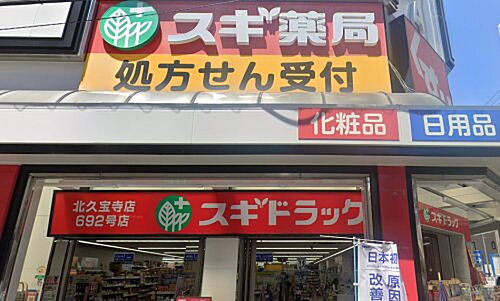 スギ薬局
処方せん受付
化粧品
日用品
北久宝寺店
692号店
スギドラッグ
スギドラッグ
日本初
原因
改善